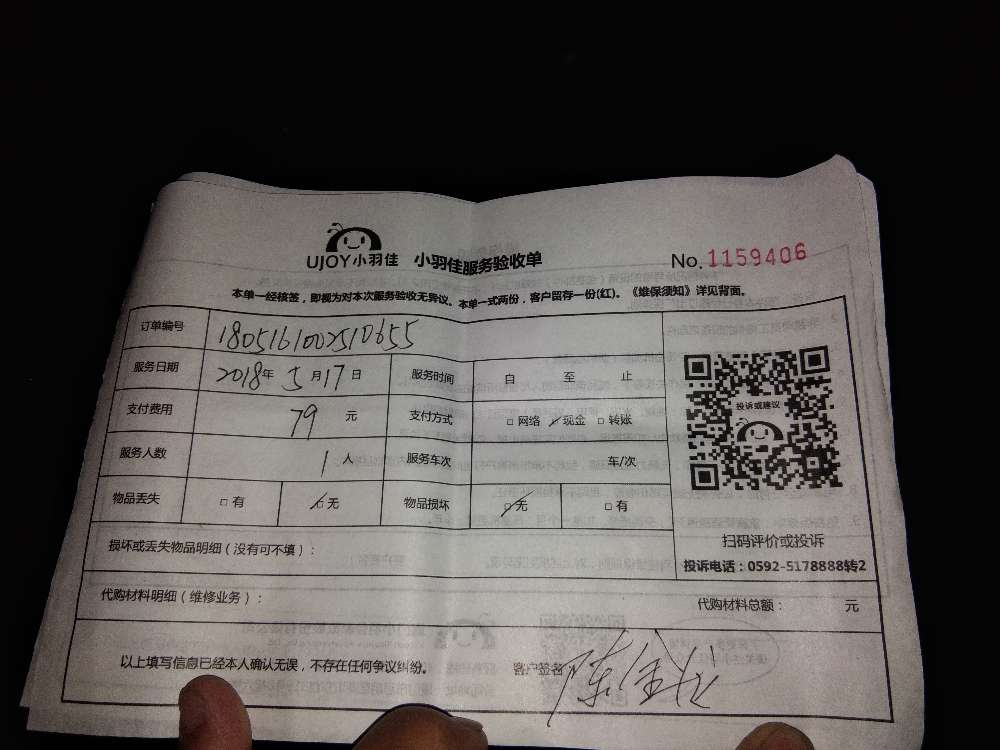 UJOY小羽佳 小羽佳服务验收单 No.1159406
本单一经核签，即视为对本次服务验收无异议。本单一式两份，客户留存一份(红)。《维保须知》详见背面。
订单编号 180516100251 0655
服务日期 2018年 5月17日 服务时间 自 至 止
支付费用 79 元 支付方式 □网络 □现金 □转账
服务人数 1人 服务车次 车/次
物品丢失 □有 □无 物品损坏 □无 □有
投诉或建议
扫码评价或投诉
投诉电话：0592-5178888转2
损坏或丢失物品明细（没有可不填）：
代购材料明细（维修业务）： 代购材料总额： 元
以上填写信息已经本人确认无误，不存在任何争议纠纷。 客户签名